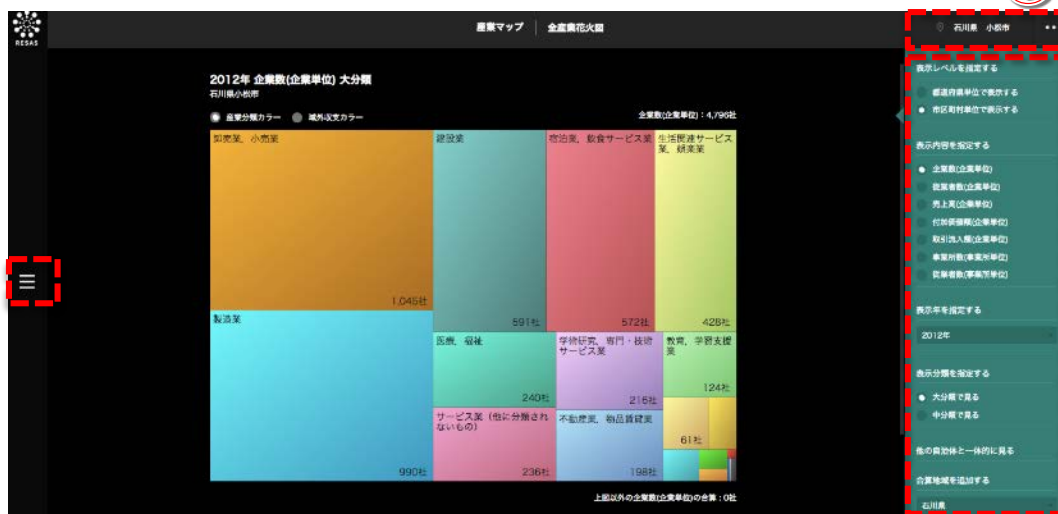 RESAS
産業マップ 全産業花火図
石川県 小松市
2012年 企業数(企業単位) 大分類
石川県小松市
産業分類カラー 域外収支カラー
企業数(企業単位)：4,796社
卸売業，小売業
1,045社
建設業
591社
宿泊業，飲食サービス業
572社
生活関連サービス
業，娯楽業
428社
製造業
990社
医療，福祉
240社
学術研究，専門・技術
サービス業
216社
教育，学習支援
業
124社
サービス業（他に分類され
ないもの）
236社
不動産業，物品賃貸業
198社
61社
上図以外の企業数(企業単位)の合算：0社
表示レベルを指定する
都道府県単位で表示する
市区町村単位で表示する
表示内容を指定する
企業数(企業単位)
従業者数(企業単位)
売上高(企業単位)
付加価値額(企業単位)
取引流入額(企業単位)
事業所数(事業所単位)
従業者数(事業所単位)
表示年を指定する
2012年
表示分類を指定する
大分類で見る
中分類で見る
他の自治体と一体的に見る
合算地域を追加する
石川県